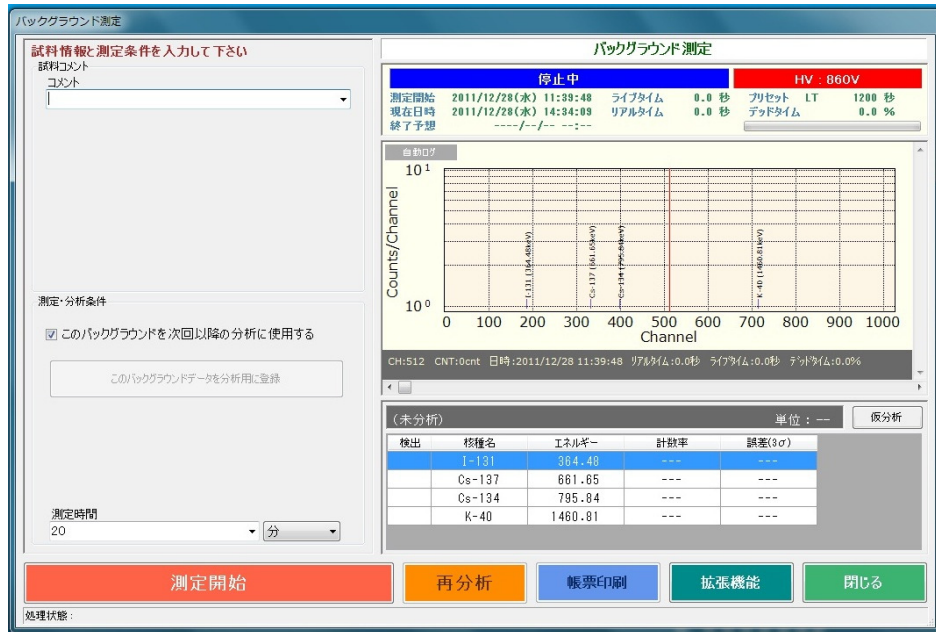 バックグラウンド測定
試料情報と測定条件を入力して下さい
試料コメント
コメント
測定・分析条件
このバックグラウンドを次回以降の分析に使用する
このバックグラウンドデータを分析用に登録
測定時間
20 分
バックグラウンド測定
停止中 HV : 860V
測定開始 2011/12/28(水) 11:39:48 ライブタイム 0.0 秒 プリセット LT 1200 秒
現在日時 2011/12/28(水) 14:34:09 リアルタイム 0.0 秒 デッドタイム 0.0 %
終了予想 ----/--/-- --:--
自動ログ
10 1
Counts/Channel
I-131 (364.48keV)
Cs-137 (661.65keV)
Cs-134 (795.84keV)
K-40 (1460.81keV)
10 0
0 100 200 300 400 500 600 700 800 900 1000
Channel
CH:512 CNT:0cnt 日時:2011/12/28 11:39:48 リアルタイム:0.0秒 ライブタイム:0.0秒 デッドタイム:0.0%
(未分析) 単位 : -- 仮分析
検出 核種名 エネルギー 計数率 誤差(3σ)
I-131 364.48 --- ---
Cs-137 661.65 --- ---
Cs-134 795.84 --- ---
K-40 1460.81 --- ---
測定開始 再分析 帳票印刷 拡張機能 閉じる
処理状態 :